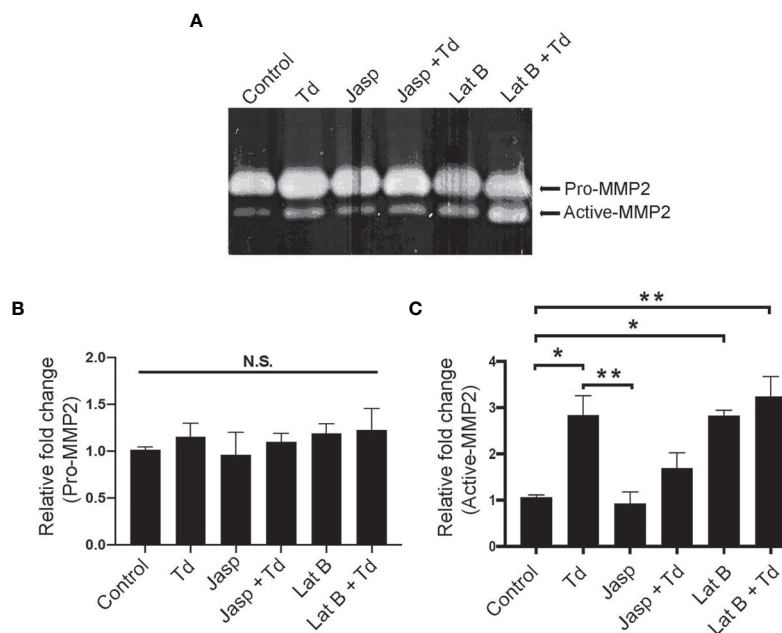 A
Control
Td
Jasp
Jasp +Td
Lat B
Lat B + Td
Pro-MMP2
Active-MMP2
B
Relative fold change
(Pro-MMP2)
2.0
1.5
1.0
0.5
0.0
N.S.
Control
Td
Jasp
Jasp + Td
Lat B
Lat B + Td
C
Relative fold change
(Active-MMP2)
4
3
2
1
0
**
*
*
**
Control
Td
Jasp
Jasp + Td
Lat B
Lat B + Td